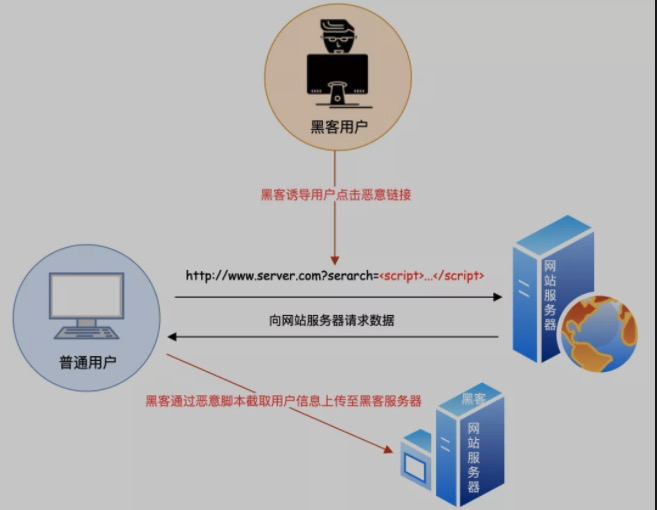 黑客用户
黑客诱导用户点击恶意链接
http://www.server.com?serarch=<script>...</script>
网站服务器
向网站服务器请求数据
普通用户
黑客通过恶意脚本截取用户信息上传至黑客服务器
黑客
网站服务器